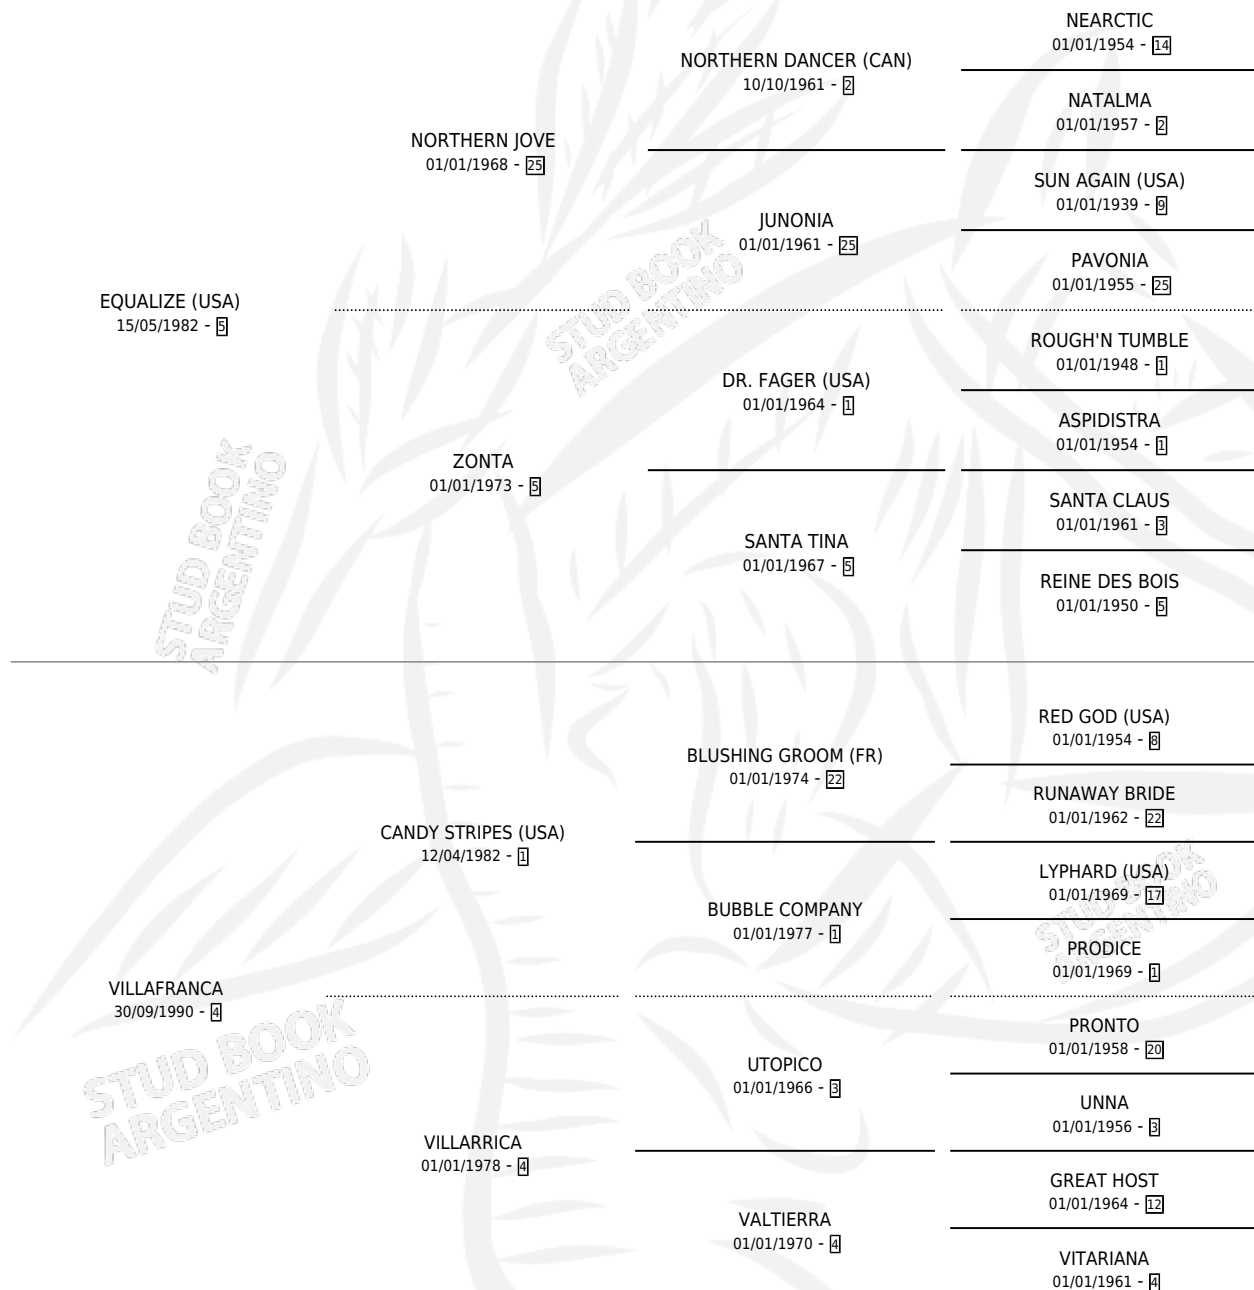 NEARCTIC
01/01/1954 - 14
NORTHERN DANCER (CAN)
10/10/1961 - 2
NATALMA
01/01/1957 - 2
NORTHERN JOVE
01/01/1968 - 25
SUN AGAIN (USA)
01/01/1939 - 9
JUNONIA
01/01/1961 - 25
PAVONIA
01/01/1955 - 25
EQUALIZE (USA)
15/05/1982 - 5
ROUGH'N TUMBLE
01/01/1948 - 1
DR. FAGER (USA)
01/01/1964 - 1
ASPIDISTRA
01/01/1954 - 1
ZONTA
01/01/1973 - 5
SANTA CLAUS
01/01/1961 - 3
SANTA TINA
01/01/1967 - 5
REINE DES BOIS
01/01/1950 - 5
RED GOD (USA)
01/01/1954 - 8
BLUSHING GROOM (FR)
01/01/1974 - 22
RUNAWAY BRIDE
01/01/1962 - 22
CANDY STRIPES (USA)
12/04/1982 - 1
LYPHARD (USA)
01/01/1969 - 17
BUBBLE COMPANY
01/01/1977 - 1
PRODICE
01/01/1969 - 1
VILLAFRANCA
30/09/1990 - 4
PRONTO
01/01/1958 - 20
UTOPICO
01/01/1966 - 3
UNNA
01/01/1956 - 3
VILLARRICA
01/01/1978 - 4
GREAT HOST
01/01/1964 - 12
VALTIERRA
01/01/1970 - 4
VITARIANA
01/01/1961 - 4
STUD BOOK
ARGENTINO
STUD BOOK
ARGENTINO
STUD BOOK
ARGENTINO
STUD BOOK
ARGENTINO